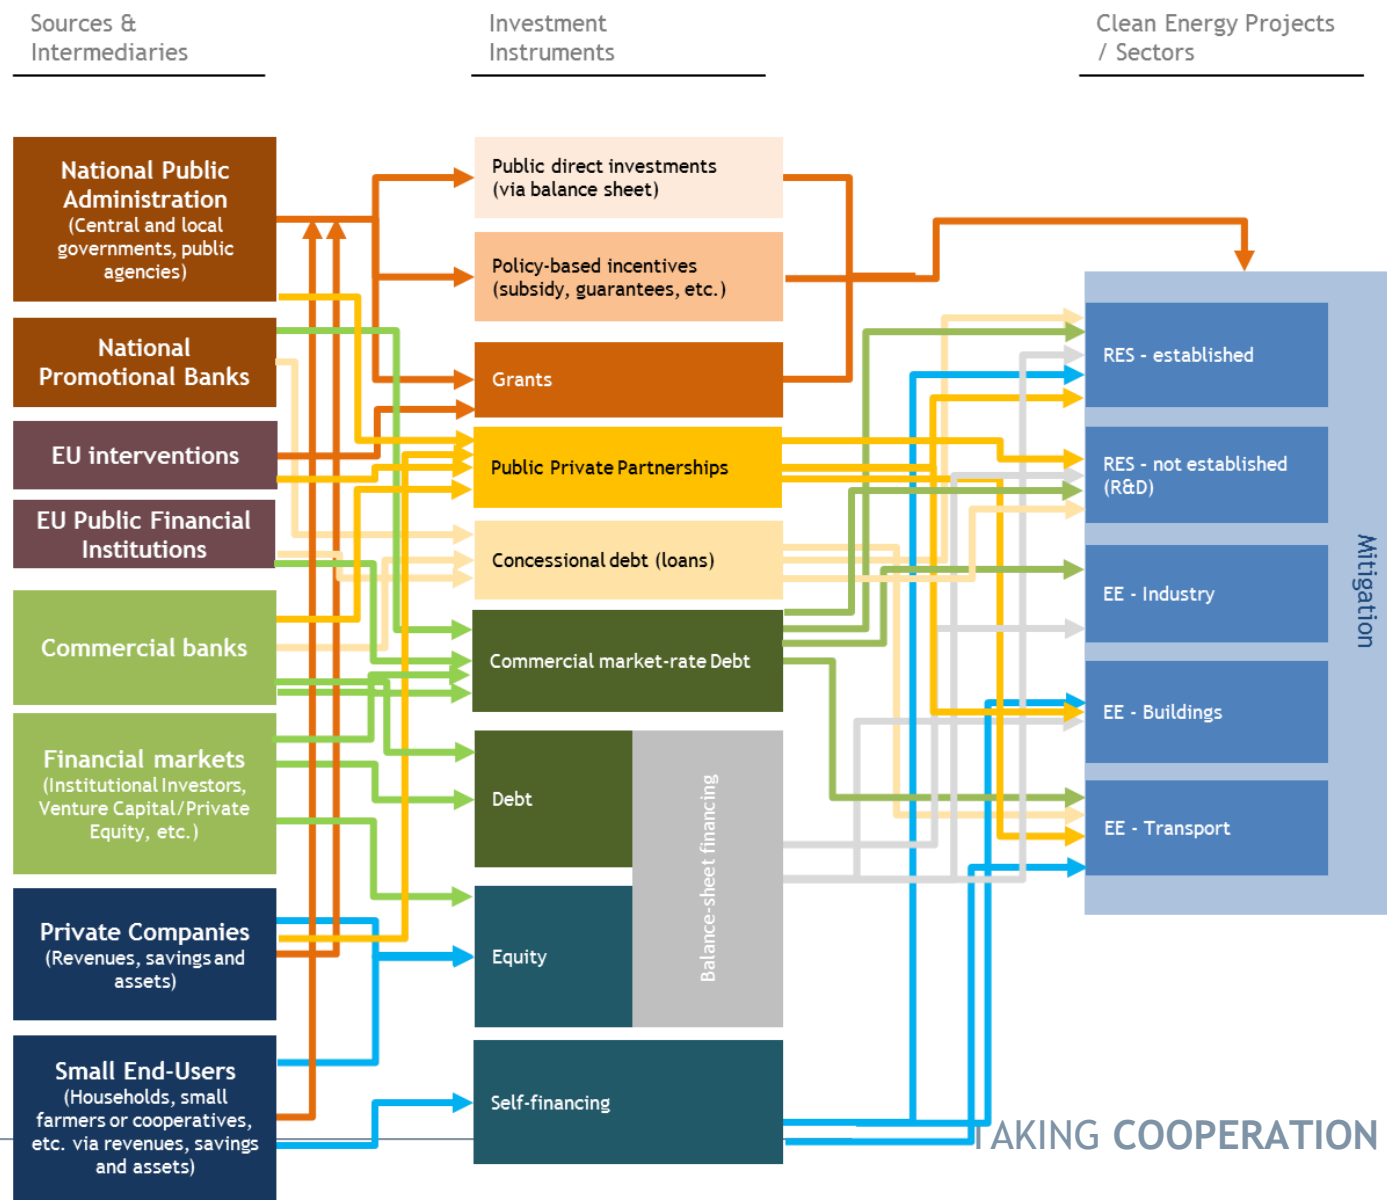 Sources &
Intermediaries
Investment
Instruments
Clean Energy Projects
/ Sectors
National Public
Administration
(Central and local
governments, public
agencies)
National
Promotional Banks
EU interventions
EU Public Financial
Institutions
Commercial banks
Financial markets
(Institutional Investors,
Venture Capital/Private
Equity, etc.)
Private Companies
(Revenues, savings and
assets)
Small End-Users
(Households, small
farmers or cooperatives,
etc. via revenues, savings
and assets)
Public direct investments
(via balance sheet)
Policy-based incentives
(subsidy, guarantees, etc.)
Grants
Public Private Partnerships
Concessional debt (loans)
Commercial market-rate Debt
Debt
Equity
Balance-sheet financing
Self-financing
RES - established
RES - not established
(R&D)
EE - Industry
EE - Buildings
EE - Transport
Mitigation
TAKING COOPERATION